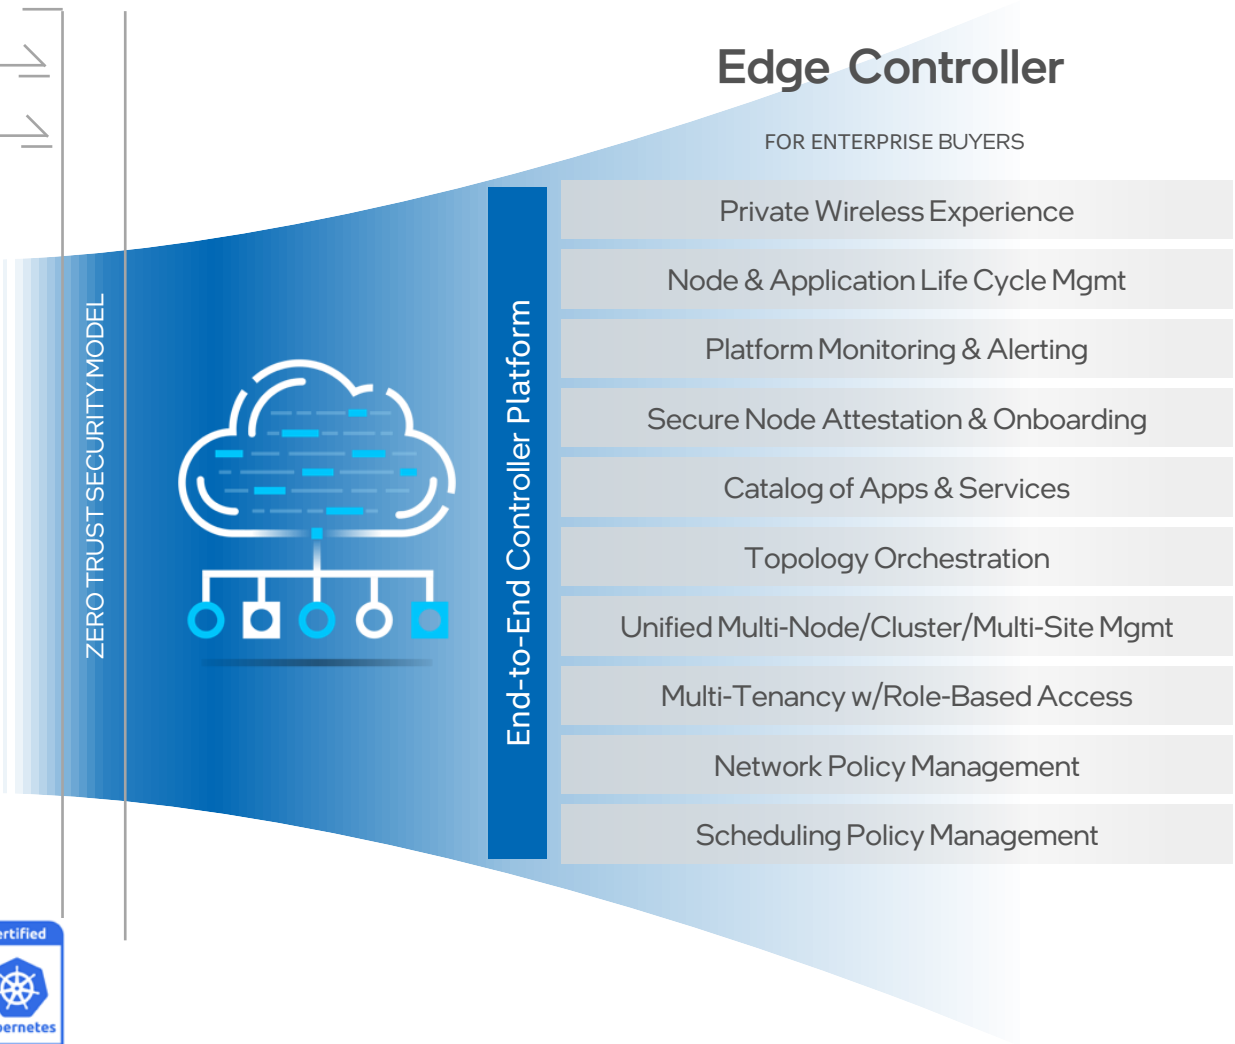 Edge Controller
FOR ENTERPRISE BUYERS
ZERO TRUST SECURITY MODEL
End-to-End Controller Platform
Private Wireless Experience
Node & Application Life Cycle Mgmt
Platform Monitoring & Alerting
Secure Node Attestation & Onboarding
Catalog of Apps & Services
Topology Orchestration
Unified Multi-Node/Cluster/Multi-Site Mgmt
Multi-Tenancy w/Role-Based Access
Network Policy Management
Scheduling Policy Management
ertified
bernetes